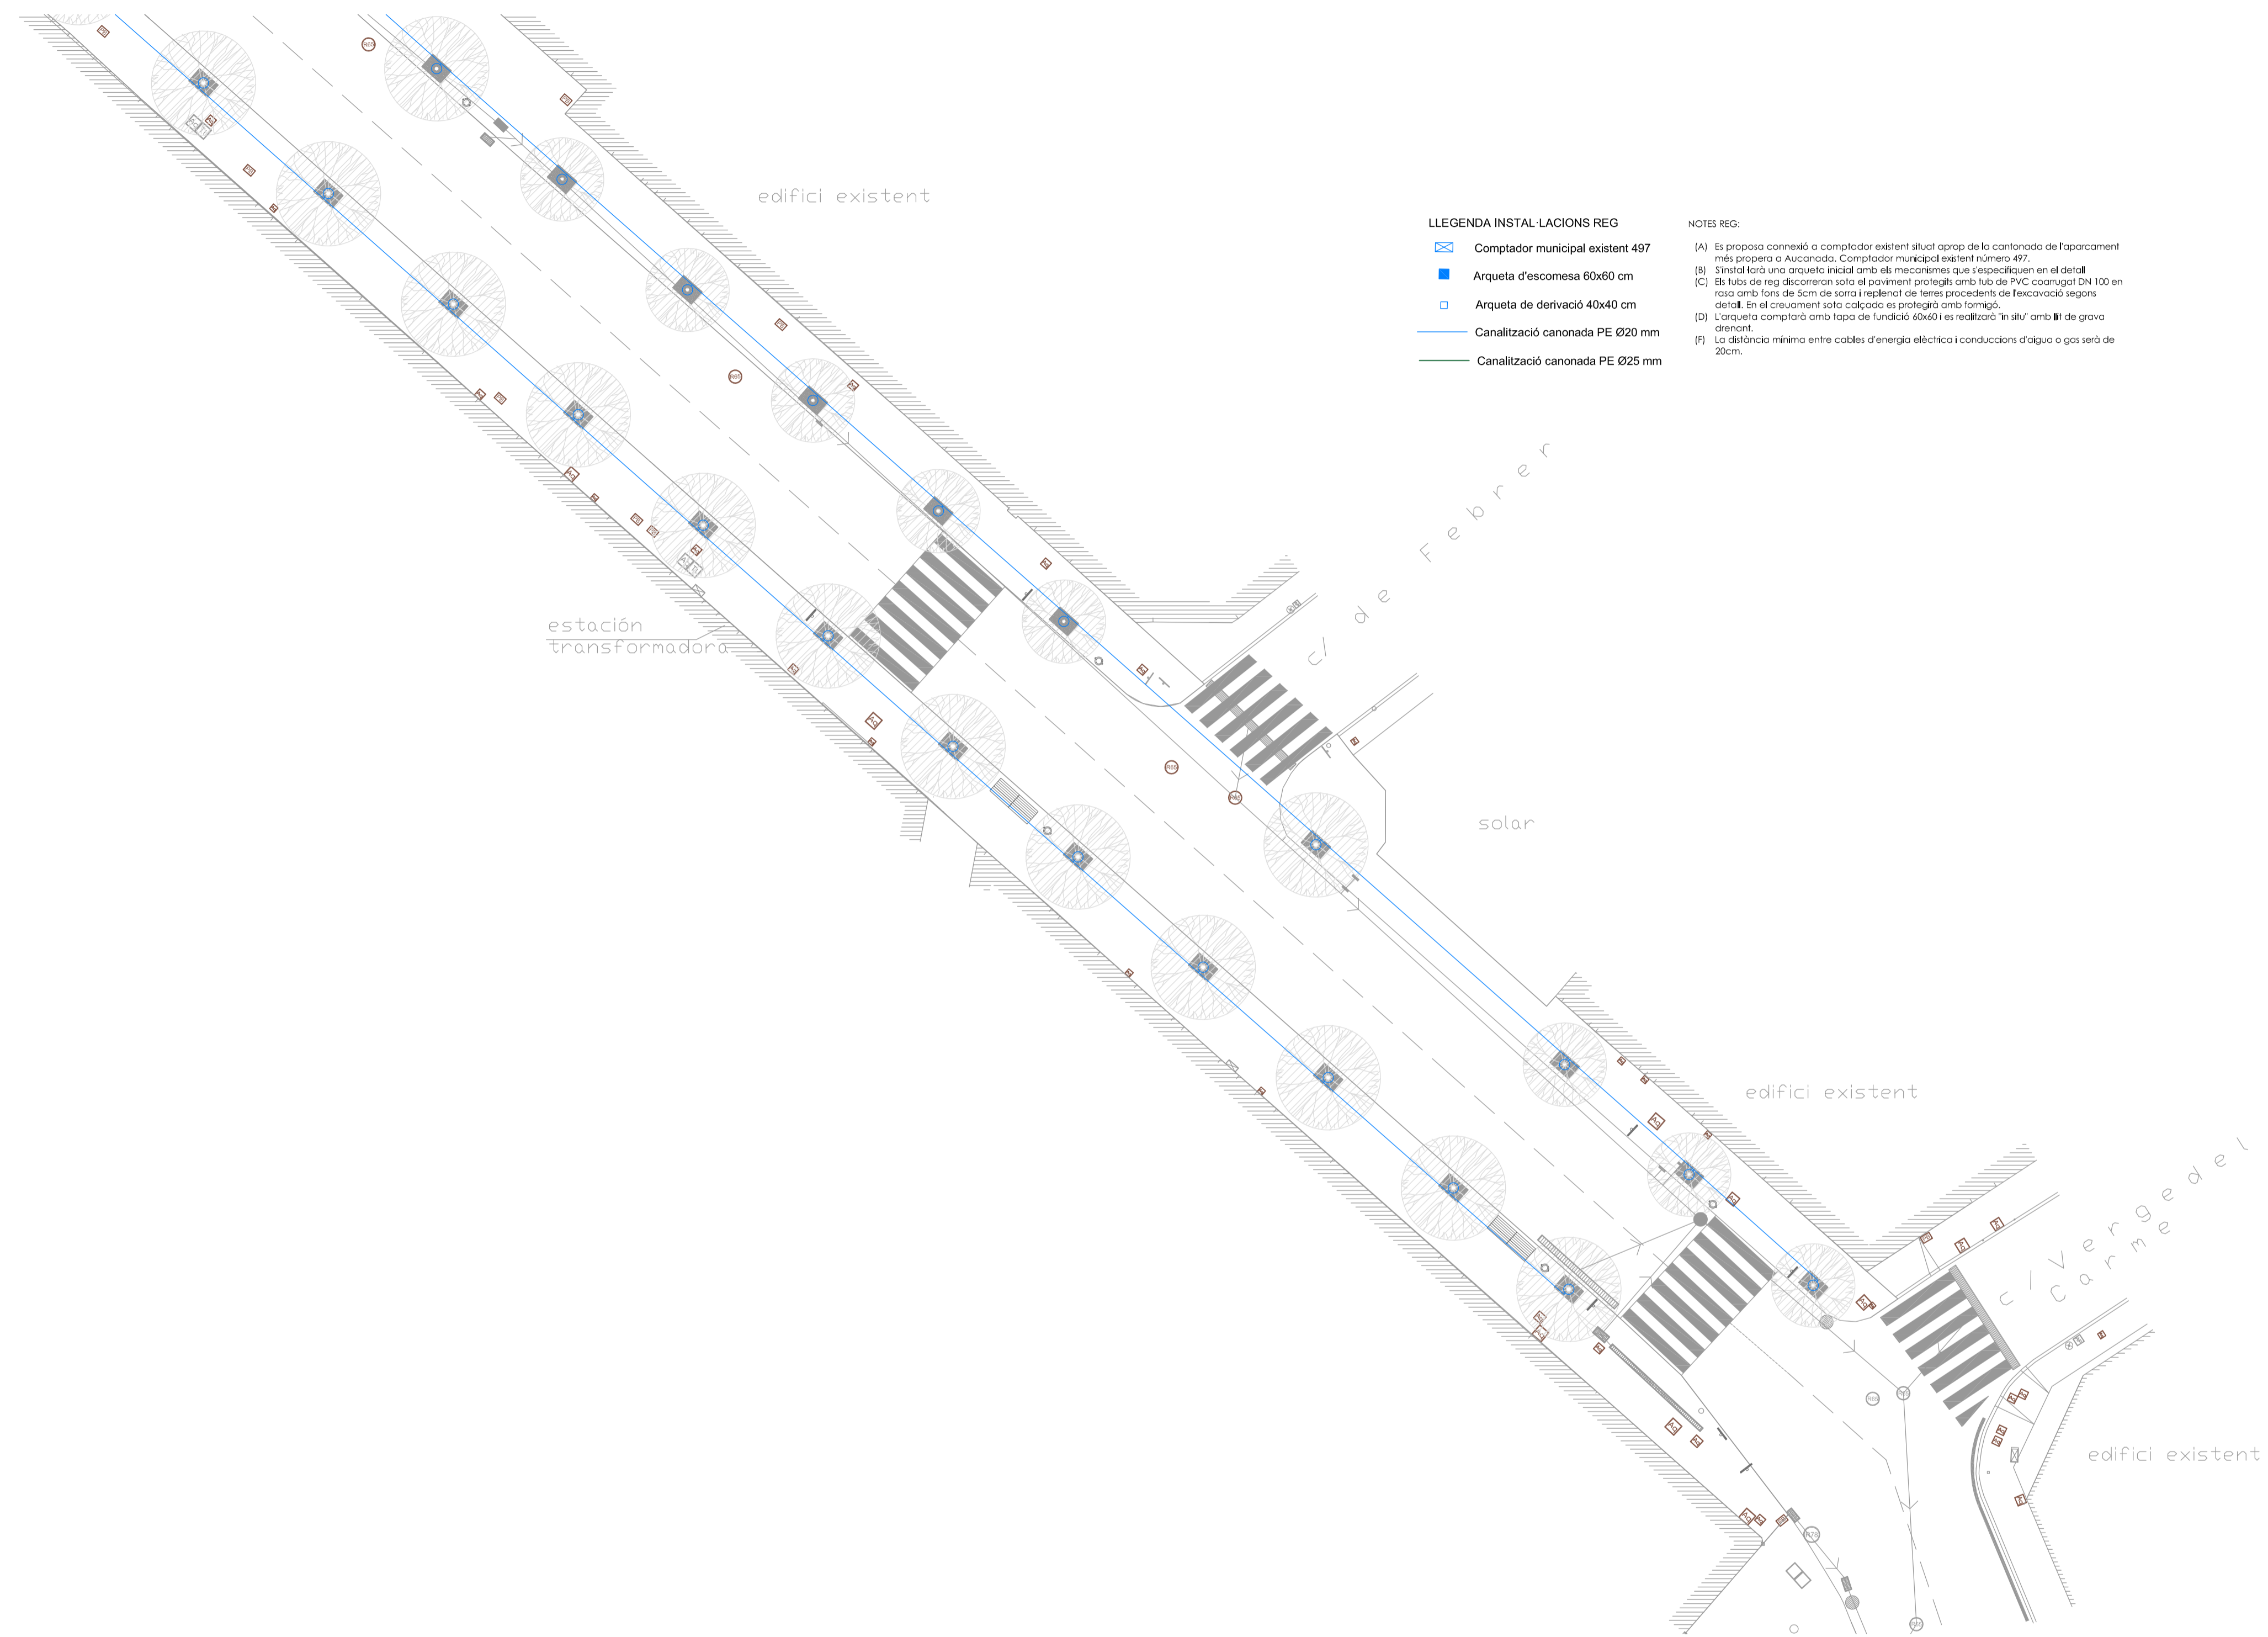 edifici existent
LLEGENDA INSTAL·LACIONS REG
Comptador municipal existent 497
Arqueta d'escomesa 60x60 cm
Arqueta de derivació 40x40 cm
Canalització canonada PE Ø20 mm
Canalització canonada PE Ø25 mm
NOTES REG:
(A) Es proposa connexió a comptador existent situat aprop de la cantonada de l'aparcament
més propera a Aucanada. Comptador municipal existent número 497.
(B) S'instal·larà una arqueta inicial amb els mecanismes que s'especifiquen en el detall
(C) Els tubs de reg discorreran sota el paviment protegits amb tub de PVC coarrugat DN 100 en
rasa amb fons de 5cm de sorra i replenat de terres procedents de l'excavació segons
detall. En el creuament sota calçada es protegirà amb formigó.
(D) L'arqueta comptarà amb tapa de fundició 60x60 i es realitzarà "in situ" amb llit de grava
drenant.
(F) La distància mínima entre cables d'energia elèctrica i conduccions d'aigua o gas serà de
20cm.
c/ de Febrer
estación
transformadora
solar
edifici existent
c/ Verge del
Carme
edifici existent